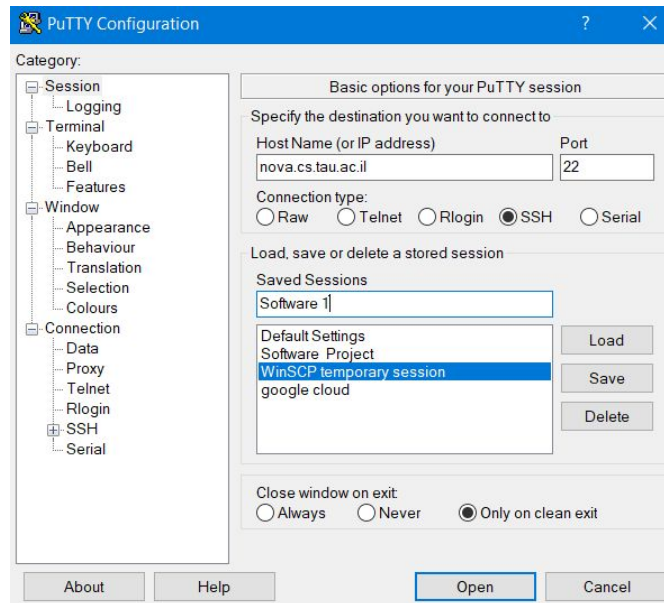 PuTTY Configuration
?
Category:
Session
Logging
Terminal
Keyboard
Bell
Features
Window
Appearance
Behaviour
Translation
Selection
Colours
Connection
Data
Proxy
Telnet
Rlogin
SSH
Serial
Basic options for your PuTTY session
Specify the destination you want to connect to
Host Name (or IP address) Port
nova.cs.tau.ac.il 22
Connection type:
Raw Telnet Rlogin SSH Serial
Load, save or delete a stored session
Saved Sessions
Software 1
Default Settings
Software Project
WinSCP temporary session
google cloud
Load
Save
Delete
Close window on exit:
Always Never Only on clean exit
About Help Open Cancel